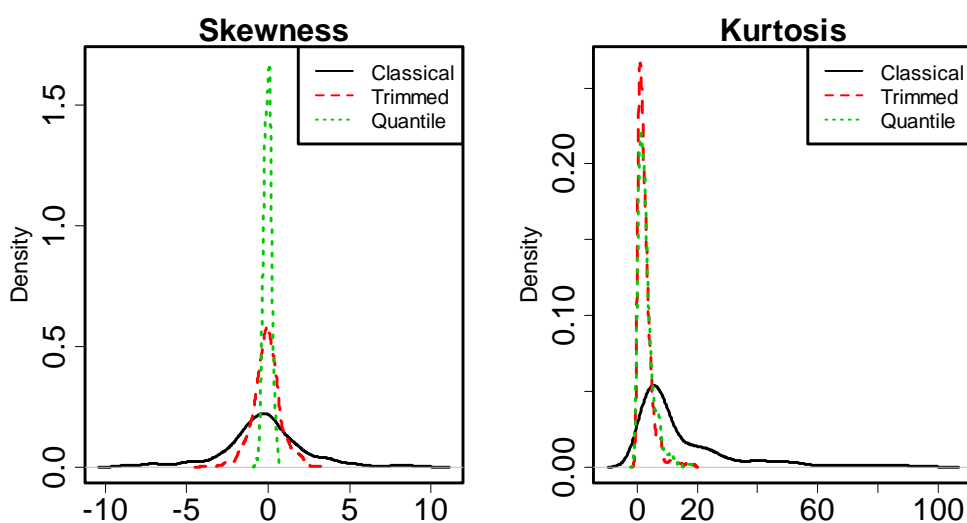 Skewness
Classical
Trimmed
Quantile
Density
0.0
0.5
1.0
1.5
-10
-5
0
5
10
Kurtosis
Classical
Trimmed
Quantile
Density
0.00
0.10
0.20
0
20
60
100